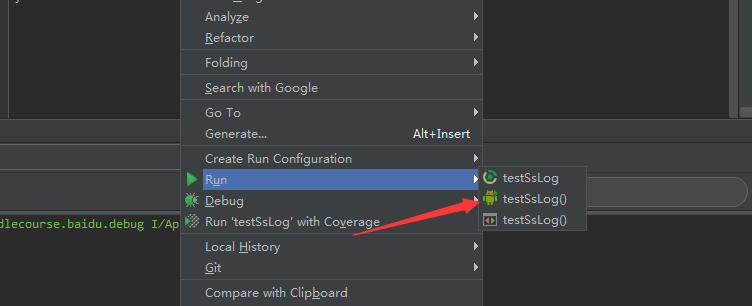 Analyze
Refactor
Folding
Search with Google
Go To
Generate... Alt+Insert
Create Run Configuration
Run
testSsLog
Debug
testSsLog()
Run 'testSsLog' with Coverage
testSsLog()
dlecourse.baidu.debug I/Ap
Local History
Git
Compare with Clipboard